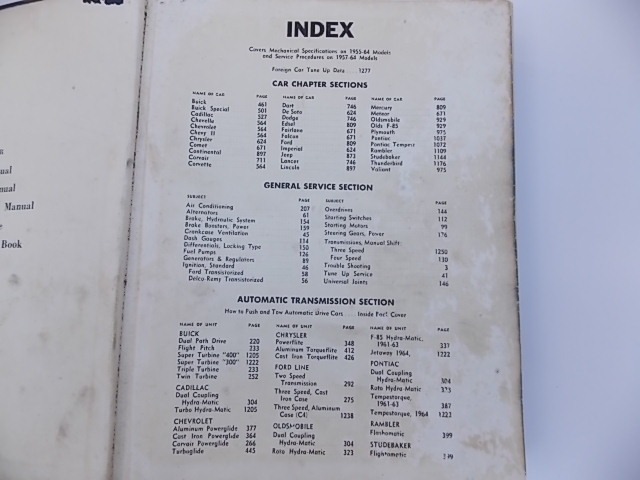 ual
ual
Manual
Book
INDEX
Covers Mechanical Specifications on 1955-64 Models
and Service Procedures on 1957-64 Models
Foreign Car Tune Up Data ... 1277
CAR CHAPTER SECTIONS
NAME OF CAR PAGE
Buick 461
Buick Special 501
Cadillac 527
Chevelle 564
Chevrolet 564
Chevy II 564
Chrysler 624
Comet 671
Continental 897
Corvair 711
Corvette 564
NAME OF CAR PAGE
Dart 746
De Soto 624
Dodge 746
Edsel 809
Fairlane 671
Falcon 671
Ford 809
Imperial 624
Jeep 873
Lancer 746
Lincoln 897
NAME OF CAR PAGE
Mercury 809
Meteor 671
Oldsmobile 929
Olds F-85 929
Plymouth 975
Pontiac 1037
Pontiac Tempest 1072
Rambler 1109
Studebaker 1144
Thunderbird 1176
Valiant 975
GENERAL SERVICE SECTION
SUBJECT PAGE
Air Conditioning 207
Alternators 61
Brake, Hydraulic System 154
Brake Boosters, Power 159
Crankcase Ventilation 45
Dash Gauges 114
Differentials, Locking Type 150
Fuel Pumps 126
Generators & Regulators 89
Ignition, Standard 46
Ford Transistorized 58
Delco-Remy Transistorized 56
SUBJECT PAGE
Overdrives 144
Starting Switches 112
Starting Motors 99
Steering Gears, Power 176
Transmissions, Manual Shift:
Three Speed 1250
Four Speed 130
Trouble Shooting 3
Tune Up Service 41
Universal Joints 146
AUTOMATIC TRANSMISSION SECTION
How to Push and Tow Automatic Drive Cars ... Inside Front Cover
NAME OF UNIT PAGE
BUICK
Dual Path Drive 220
Flight Pitch 233
Super Turbine "400" 1205
Super Turbine "300" 1222
Triple Turbine 233
Twin Turbine 252
CADILLAC
Dual Coupling
Hydra-Matic 304
Turbo Hydra-Matic 1205
CHEVROLET
Aluminum Powerglide 377
Cast Iron Powerglide 364
Corvair Powerglide 266
Turboglide 445
NAME OF UNIT PAGE
CHRYSLER
Powerflite 348
Aluminum Torqueflite 412
Cast Iron Torqueflite 426
FORD LINE
Two Speed
Transmission 292
Three Speed, Cast
Iron Case 275
Three Speed, Aluminum
Case (C4) 1238
OLDSMOBILE
Dual Coupling
Hydra-Matic 304
Roto Hydra-Matic 323
NAME OF UNIT PAGE
F-85 Hydra-Matic,
1961-63
Jetaway 1964, 1222
PONTIAC
Dual Coupling
Hydra-Matic 304
Roto Hydra-Matic 323
Tempestorque,
1961-63 387
Tempestorque, 1964 1222
RAMBLER
Flashomatic 399
STUDEBAKER
Flightomatic